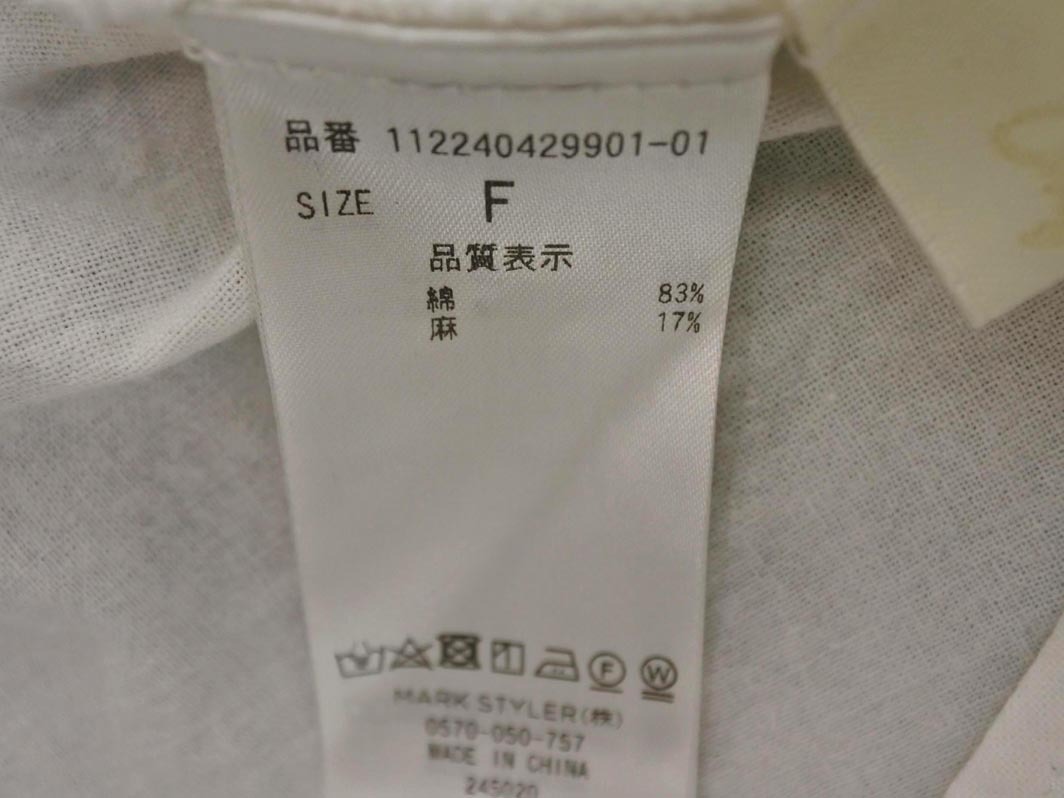 品番 112240429901-01
SIZE F
品質表示
綿 83%
麻 17%
F W
MARK STYLER(株)
0570-050-757
MADE IN CHINA
245020